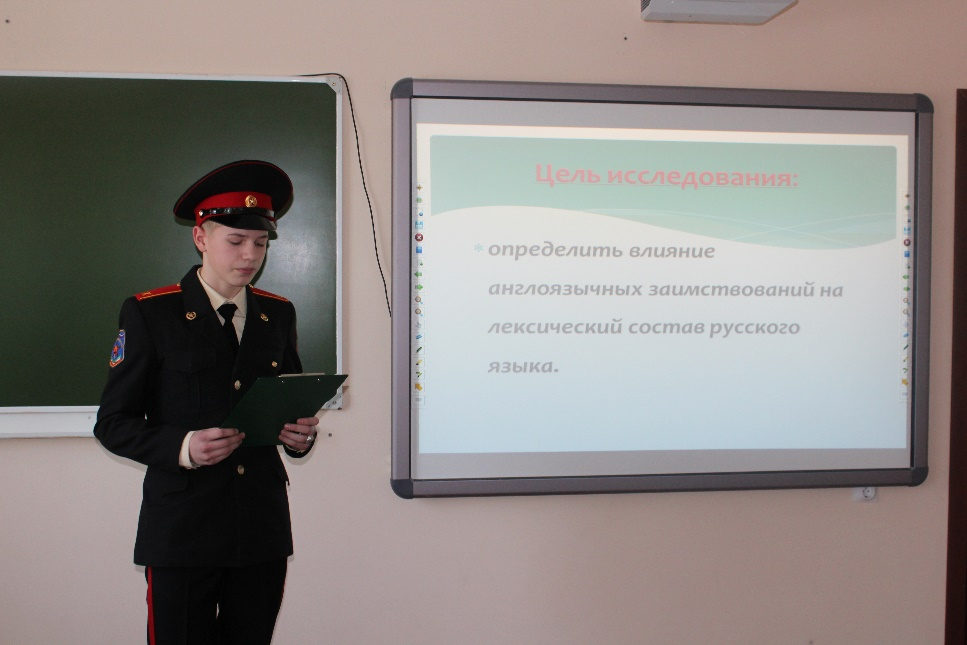 Цель исследования:
определить влияние
англоязычных заимствований на
лексический состав русского
языка.